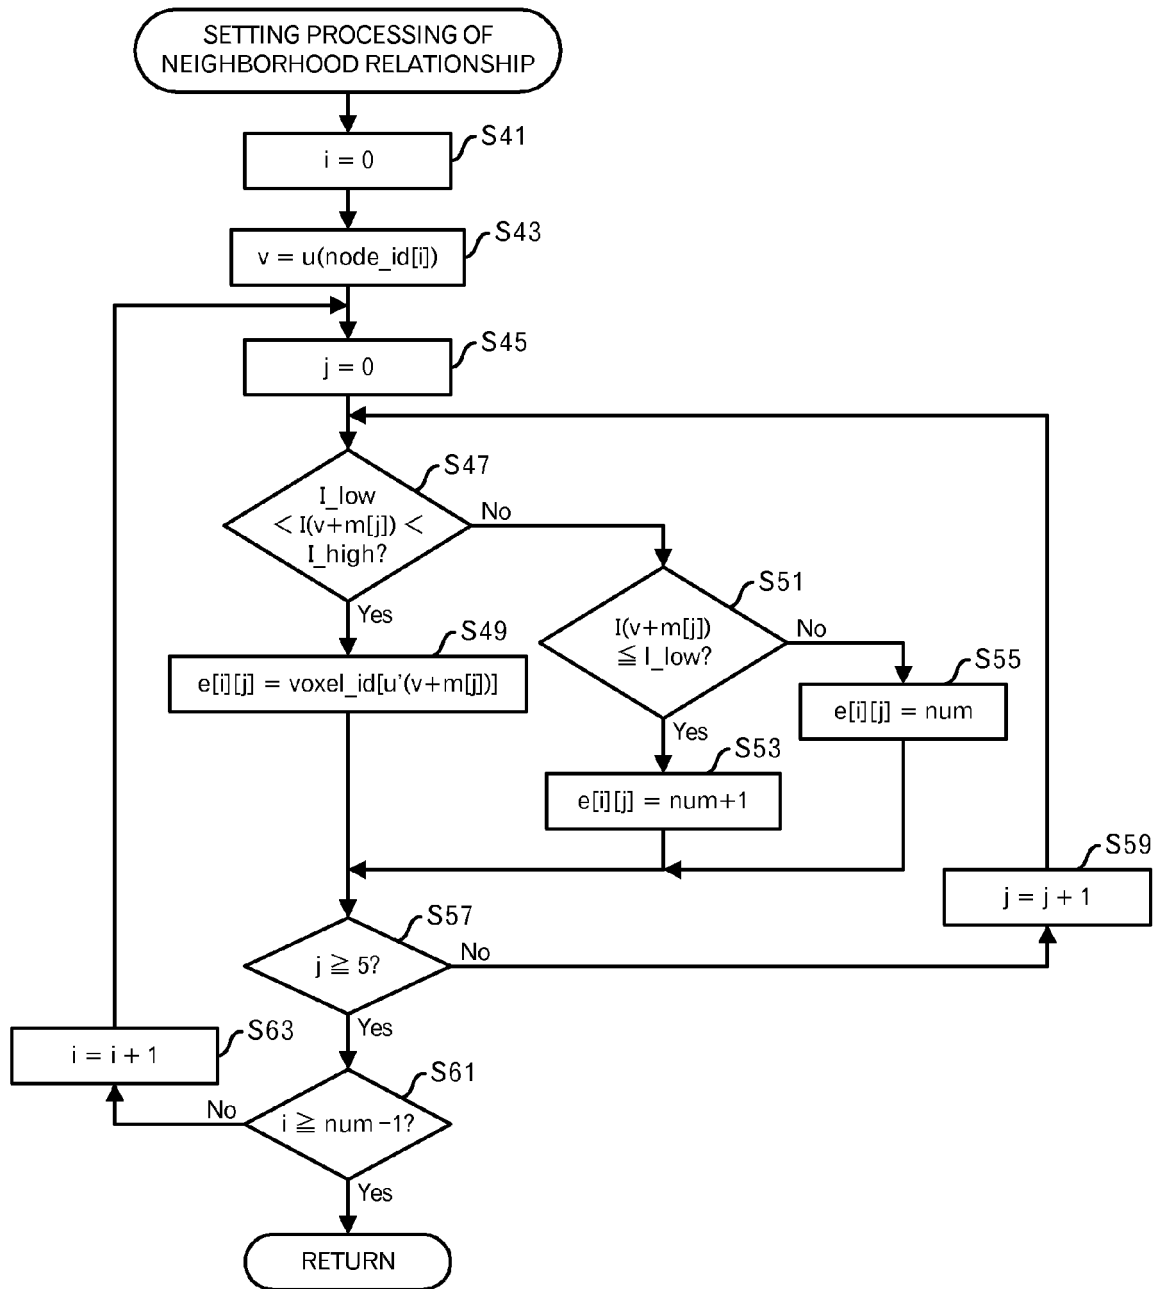 SETTING PROCESSING OF
NEIGHBORHOOD RELATIONSHIP
S41
i = 0
S43
v = u(node_id[i])
S45
j = 0
S47
I_low
< I(v+m[j]) <
I_high?
No
Yes
S51
I(v+m[j])
≦ I_low?
No
Yes
S49
e[i][j] = voxel_id[u'(v+m[j])]
S55
e[i][j] = num
S53
e[i][j] = num+1
S59
j = j + 1
S57
j ≧ 5?
No
Yes
S63
i = i + 1
S61
i ≧ num−1?
No
Yes
RETURN